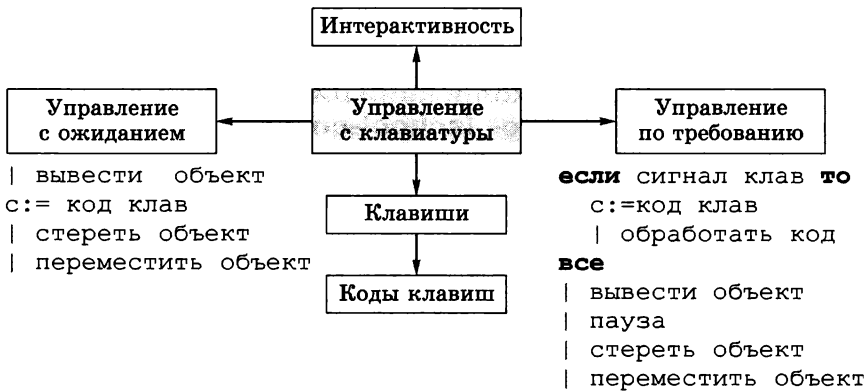 Интерактивность
Управление
с ожиданием
Управление
с клавиатуры
Управление
по требованию
| вывести объект
с:= код клав
| стереть объект
| переместить объект
Клавиши
Коды клавиш
если сигнал клав то
с:=код клав
| обработать код
все
| вывести объект
| пауза
| стереть объект
| переместить объект